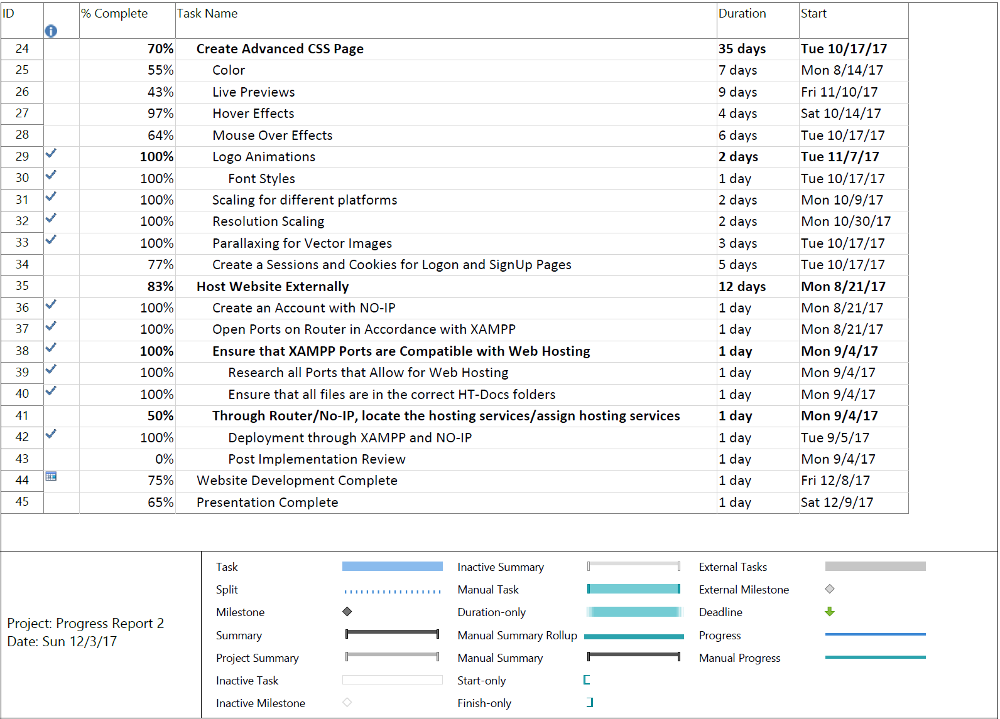 ID % Complete Task Name Duration Start
24 70% Create Advanced CSS Page 35 days Tue 10/17/17
25 55% Color 7 days Mon 8/14/17
26 43% Live Previews 9 days Fri 11/10/17
27 97% Hover Effects 4 days Sat 10/14/17
28 64% Mouse Over Effects 6 days Tue 10/17/17
29 100% Logo Animations 2 days Tue 11/7/17
30 100% Font Styles 1 day Tue 10/17/17
31 100% Scaling for different platforms 2 days Mon 10/9/17
32 100% Resolution Scaling 2 days Mon 10/30/17
33 100% Parallaxing for Vector Images 3 days Tue 10/17/17
34 77% Create a Sessions and Cookies for Logon and SignUp Pages 5 days Tue 10/17/17
35 83% Host Website Externally 12 days Mon 8/21/17
36 100% Create an Account with NO-IP 1 day Mon 8/21/17
37 100% Open Ports on Router in Accordance with XAMPP 1 day Mon 8/21/17
38 100% Ensure that XAMPP Ports are Compatible with Web Hosting 1 day Mon 9/4/17
39 100% Research all Ports that Allow for Web Hosting 1 day Mon 9/4/17
40 100% Ensure that all files are in the correct HT-Docs folders 1 day Mon 9/4/17
41 50% Through Router/No-IP, locate the hosting services/assign hosting services 1 day Mon 9/4/17
42 100% Deployment through XAMPP and NO-IP 1 day Tue 9/5/17
43 0% Post Implementation Review 1 day Mon 9/4/17
44 75% Website Development Complete 1 day Fri 12/8/17
45 65% Presentation Complete 1 day Sat 12/9/17
Project: Progress Report 2
Date: Sun 12/3/17
Task
Split
Milestone
Summary
Project Summary
Inactive Task
Inactive Milestone
Inactive Summary
Manual Task
Duration-only
Manual Summary Rollup
Manual Summary
Start-only
Finish-only
External Tasks
External Milestone
Deadline
Progress
Manual Progress